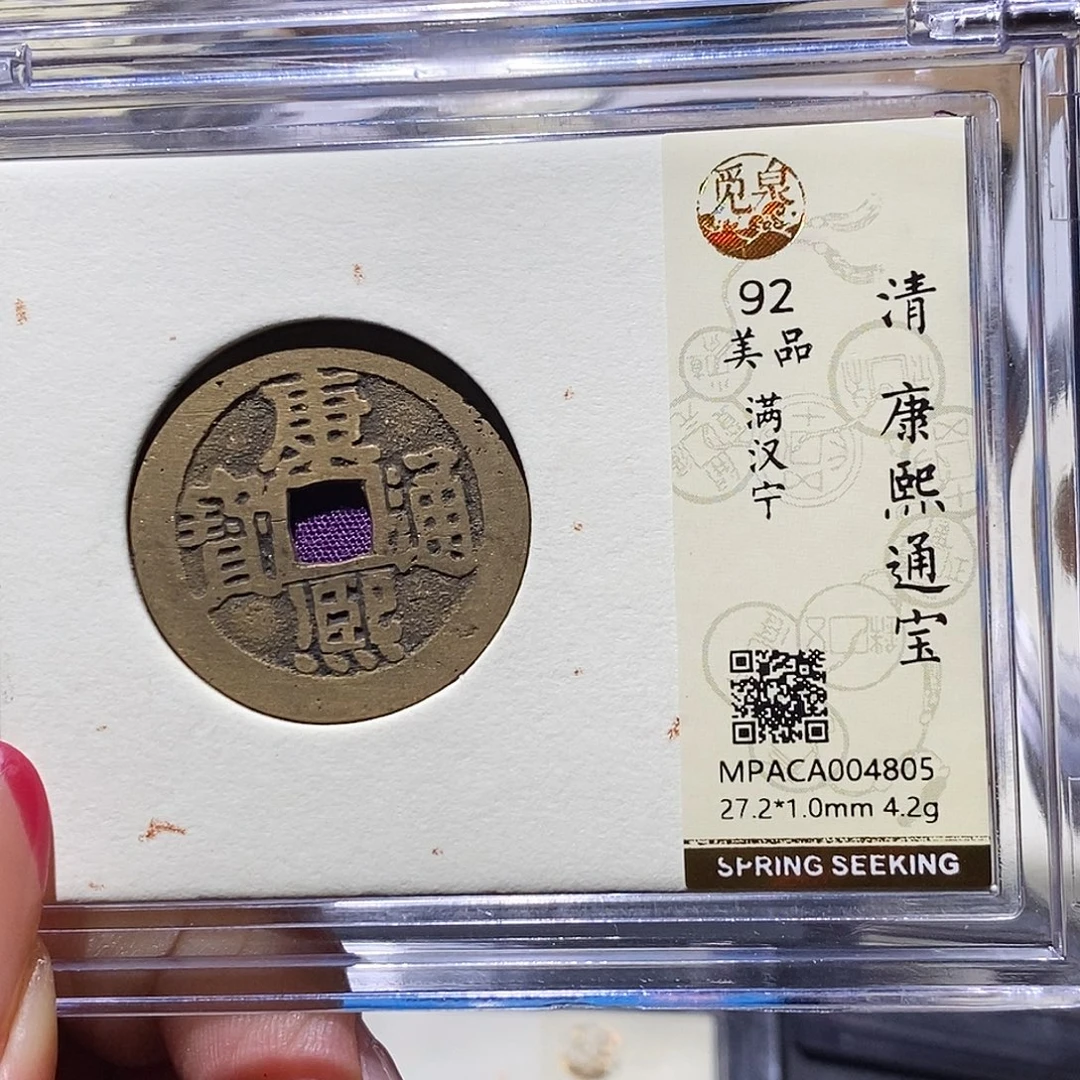 康熙通寶
觅泉
92
美品
满汉宁
清 康熙通宝
MPACA004805
27.2*1.0mm 4.2g
SPRING SEEKING